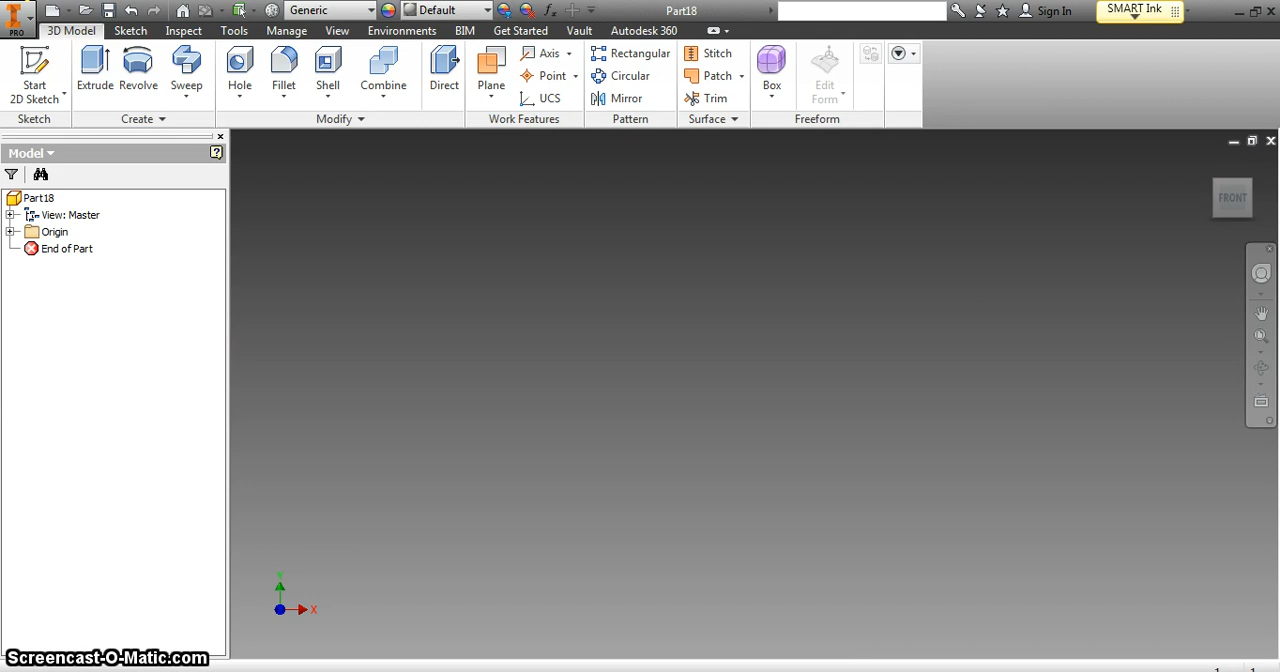 Generic
Default
Part18
Sign In
SMART Ink
PRO
3D Model
Sketch
Inspect
Tools
Manage
View
Environments
BIM
Get Started
Vault
Autodesk 360
Start
2D Sketch
Extrude
Revolve
Sweep
Hole
Fillet
Shell
Combine
Direct
Plane
Axis
Point
UCS
Rectangular
Circular
Mirror
Stitch
Patch
Trim
Box
Edit
Form
Sketch
Create
Modify
Work Features
Pattern
Surface
Freeform
Model
Part18
View: Master
Origin
End of Part
FRONT
Y
X
Screencast-O-Matic.com